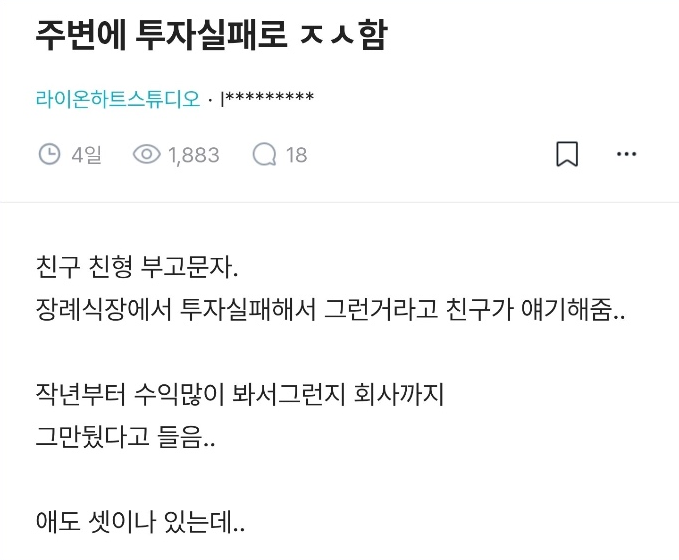 주변에 투자실패로 ㅈㅅ함
라이온하트스튜디오 · l*********
4일 1,883 18
친구 친형 부고문자.
장례식장에서 투자실패해서 그런거라고 친구가 얘기해줌..
작년부터 수익많이 봐서그런지 회사까지
그만뒀다고 들음..
애도 셋이나 있는데..